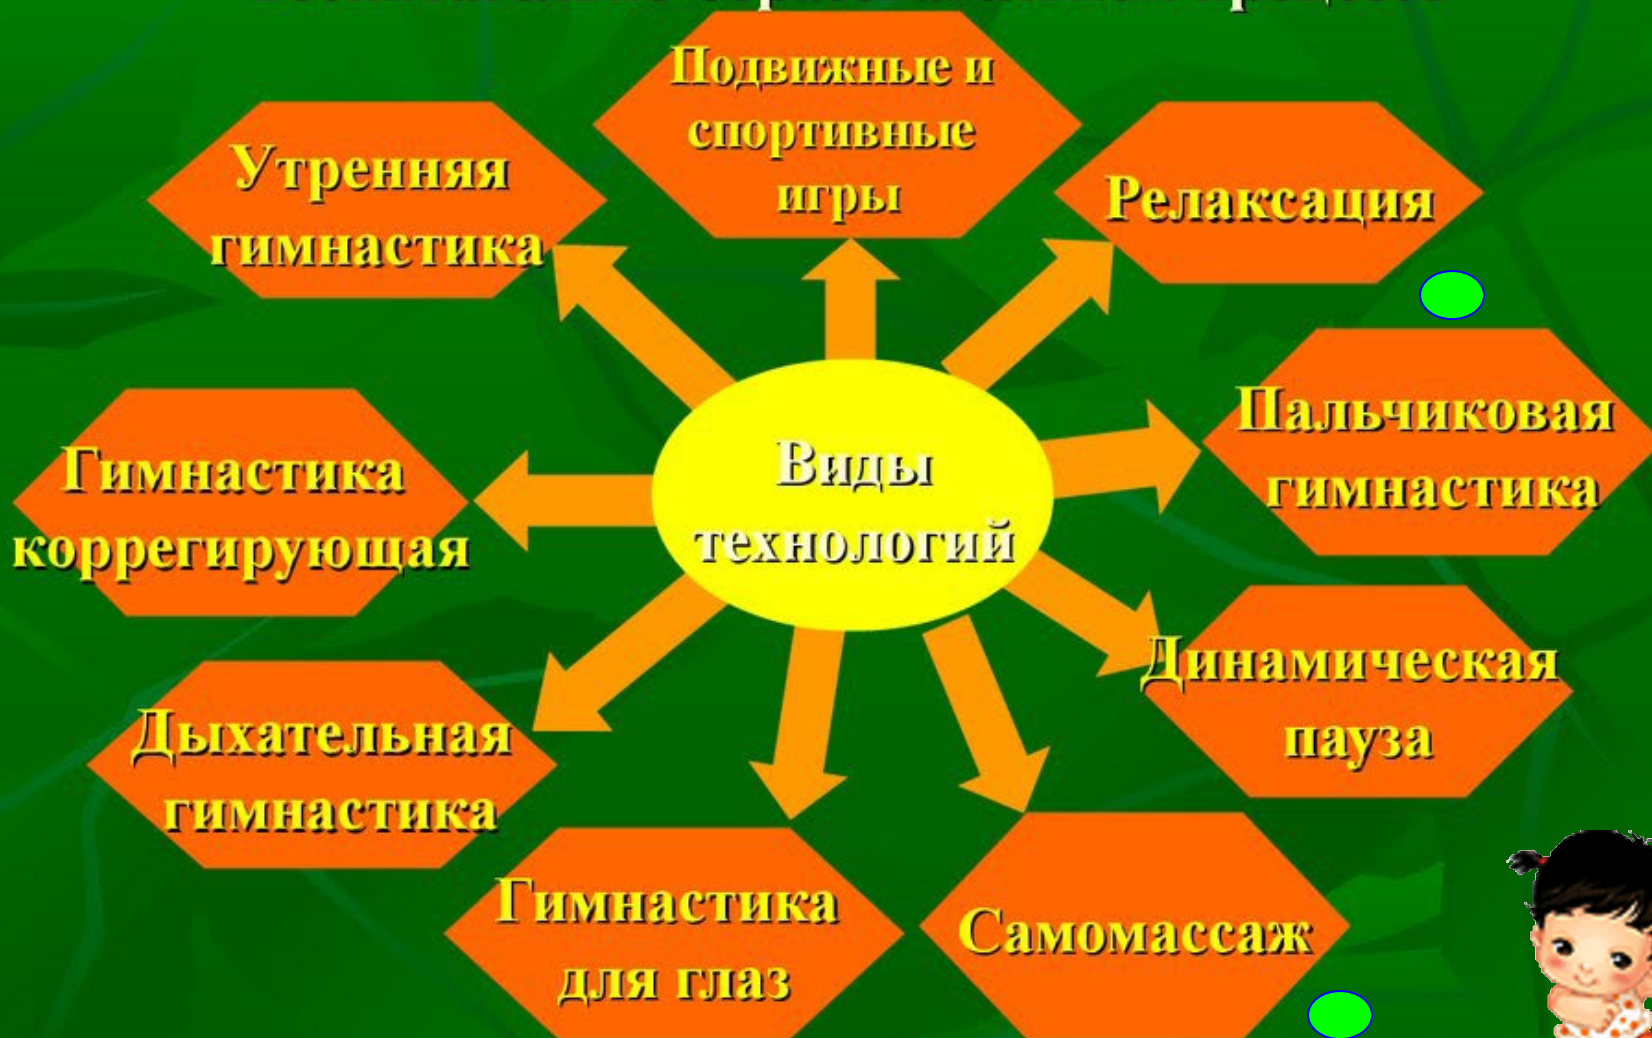 Подвижные и
спортивные
игры
Утренняя
гимнастика
Релаксация
Пальчиковая
гимнастика
Гимнастика
коррегирующая
Виды
технологий
Динамическая
пауза
Дыхательная
гимнастика
Гимнастика
для глаз
Самомассаж